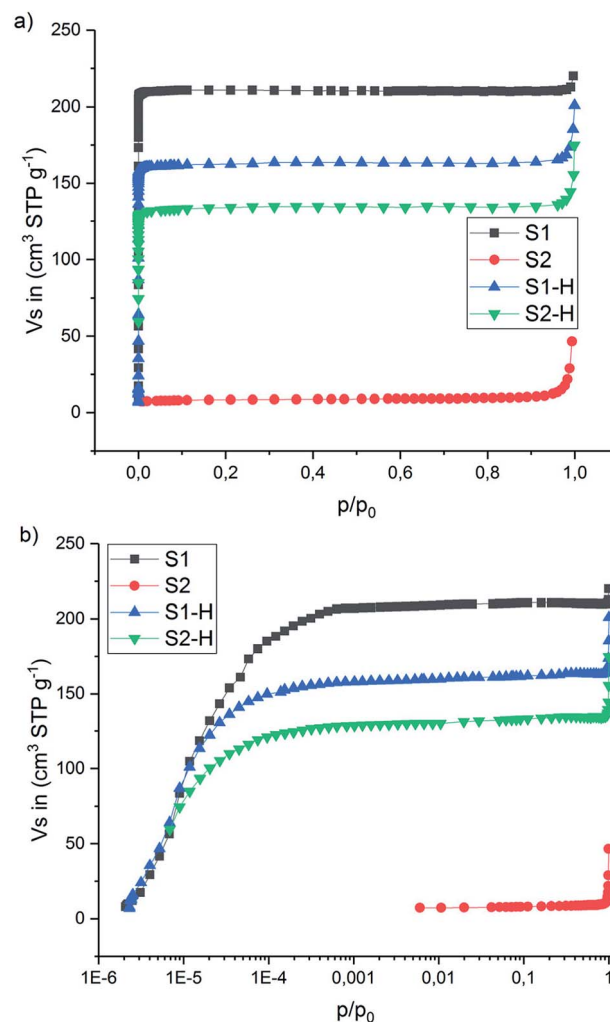 a)
250
200
150
100
50
0
Vs in (cm³ STP g⁻¹)
S1
S2
S1-H
S2-H
0,0 0,2 0,4 0,6 0,8 1,0
p/p₀
b)
S1
S2
S1-H
S2-H
250
200
150
100
50
0
Vs in (cm³ STP g⁻¹)
1E-6 1E-5 1E-4 0,001 0,01 0,1 1
p/p₀